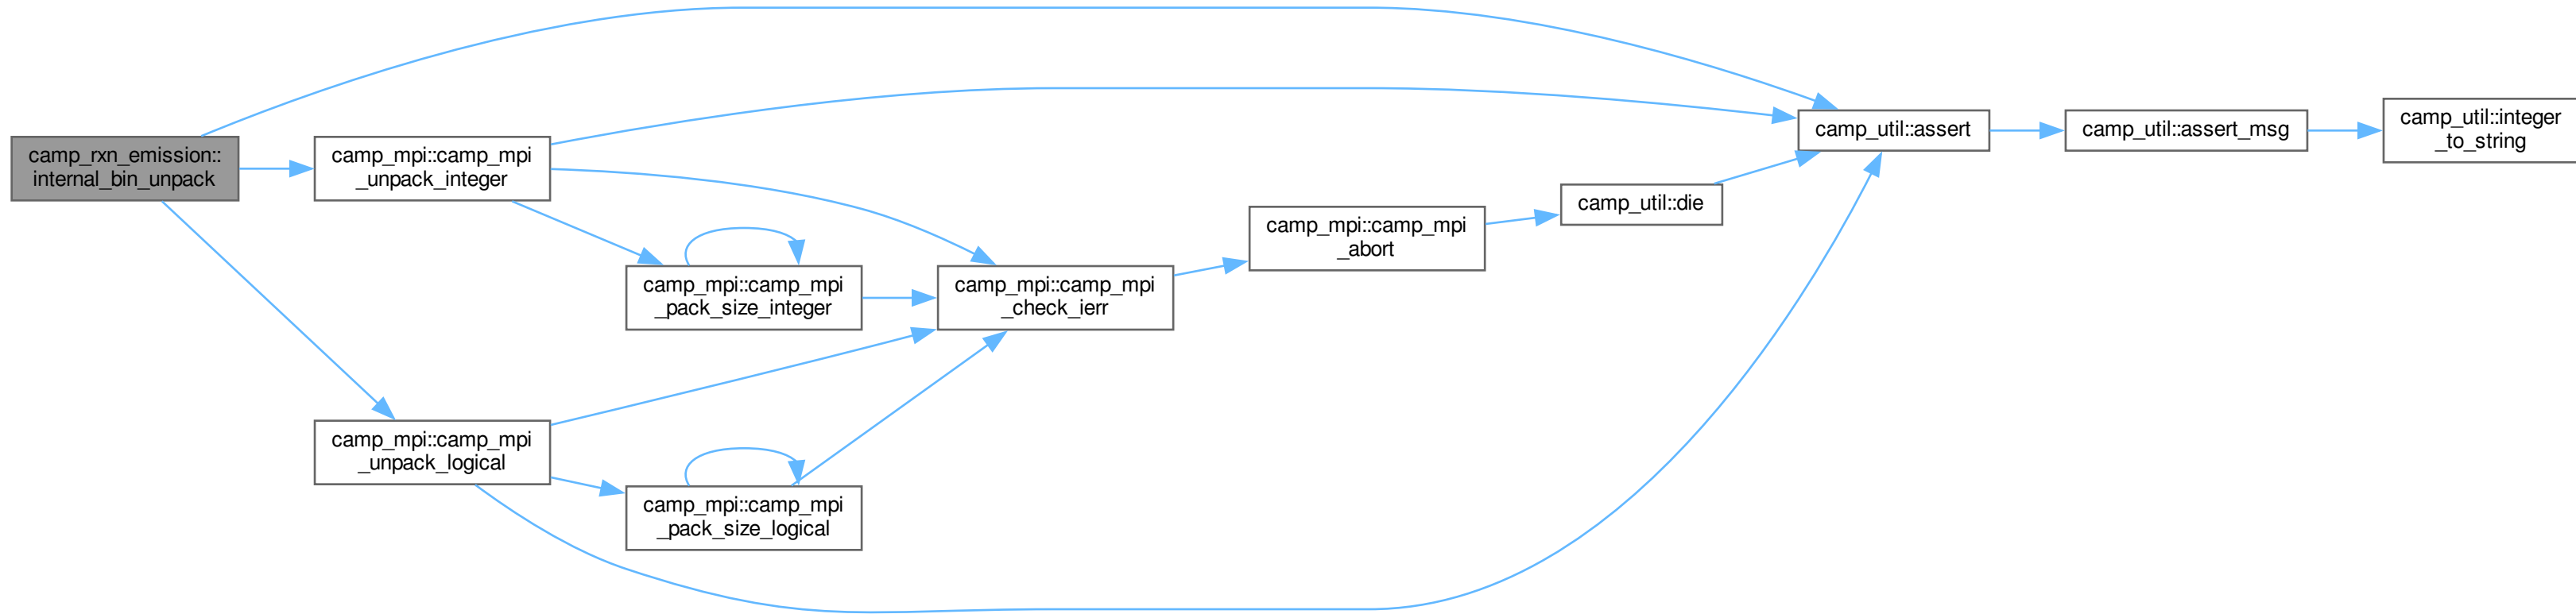 camp_rxn_emission::
internal_bin_unpack
camp_mpi::camp_mpi
_unpack_integer
camp_mpi::camp_mpi
_unpack_logical
camp_mpi::camp_mpi
_pack_size_integer
camp_mpi::camp_mpi
_pack_size_logical
camp_mpi::camp_mpi
_check_ierr
camp_mpi::camp_mpi
_abort
camp_util::die
camp_util::assert
camp_util::assert_msg
camp_util::integer
_to_string